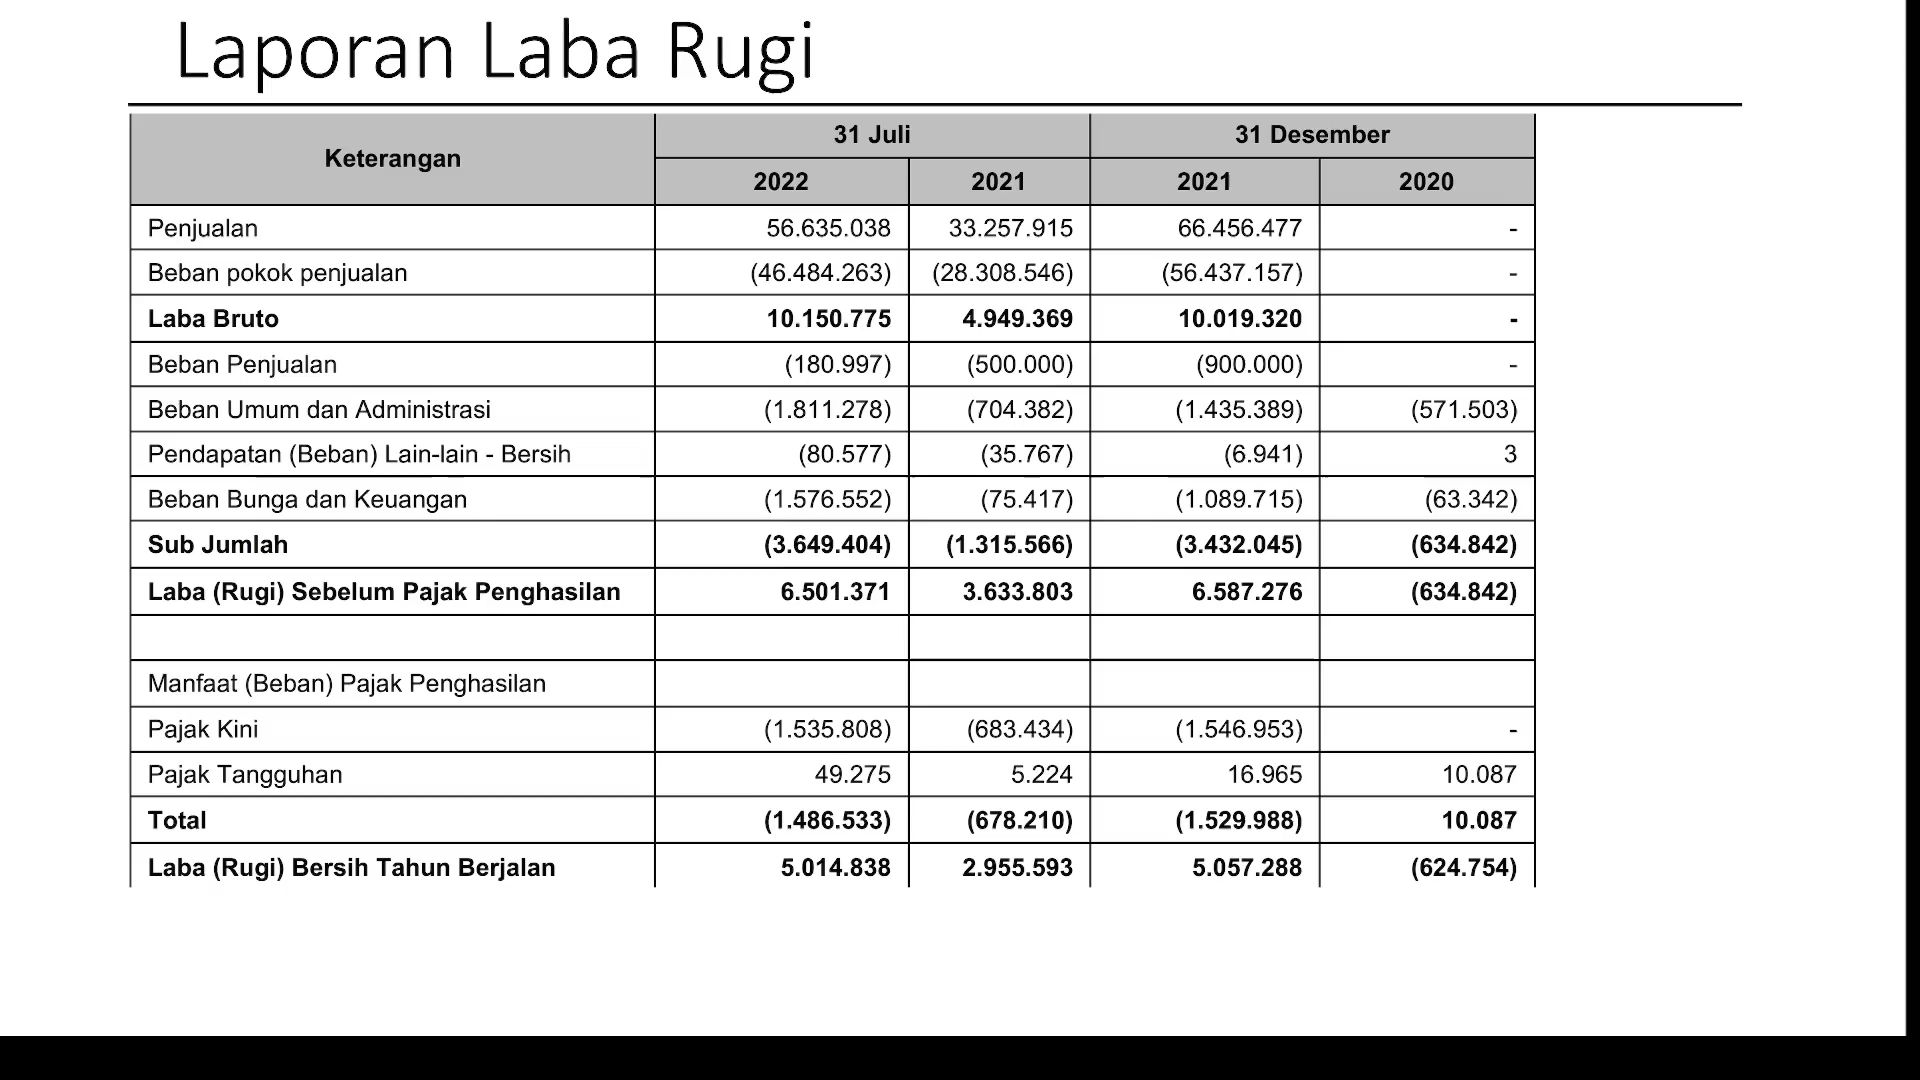 Laporan Laba Rugi
Keterangan 31 Juli 31 Desember
2022 2021 2021 2020
Penjualan 56.635.038 33.257.915 66.456.477 -
Beban pokok penjualan (46.484.263) (28.308.546) (56.437.157) -
Laba Bruto 10.150.775 4.949.369 10.019.320 -
Beban Penjualan (180.997) (500.000) (900.000) -
Beban Umum dan Administrasi (1.811.278) (704.382) (1.435.389) (571.503)
Pendapatan (Beban) Lain-lain - Bersih (80.577) (35.767) (6.941) 3
Beban Bunga dan Keuangan (1.576.552) (75.417) (1.089.715) (63.342)
Sub Jumlah (3.649.404) (1.315.566) (3.432.045) (634.842)
Laba (Rugi) Sebelum Pajak Penghasilan 6.501.371 3.633.803 6.587.276 (634.842)
Manfaat (Beban) Pajak Penghasilan
Pajak Kini (1.535.808) (683.434) (1.546.953) -
Pajak Tangguhan 49.275 5.224 16.965 10.087
Total (1.486.533) (678.210) (1.529.988) 10.087
Laba (Rugi) Bersih Tahun Berjalan 5.014.838 2.955.593 5.057.288 (624.754)